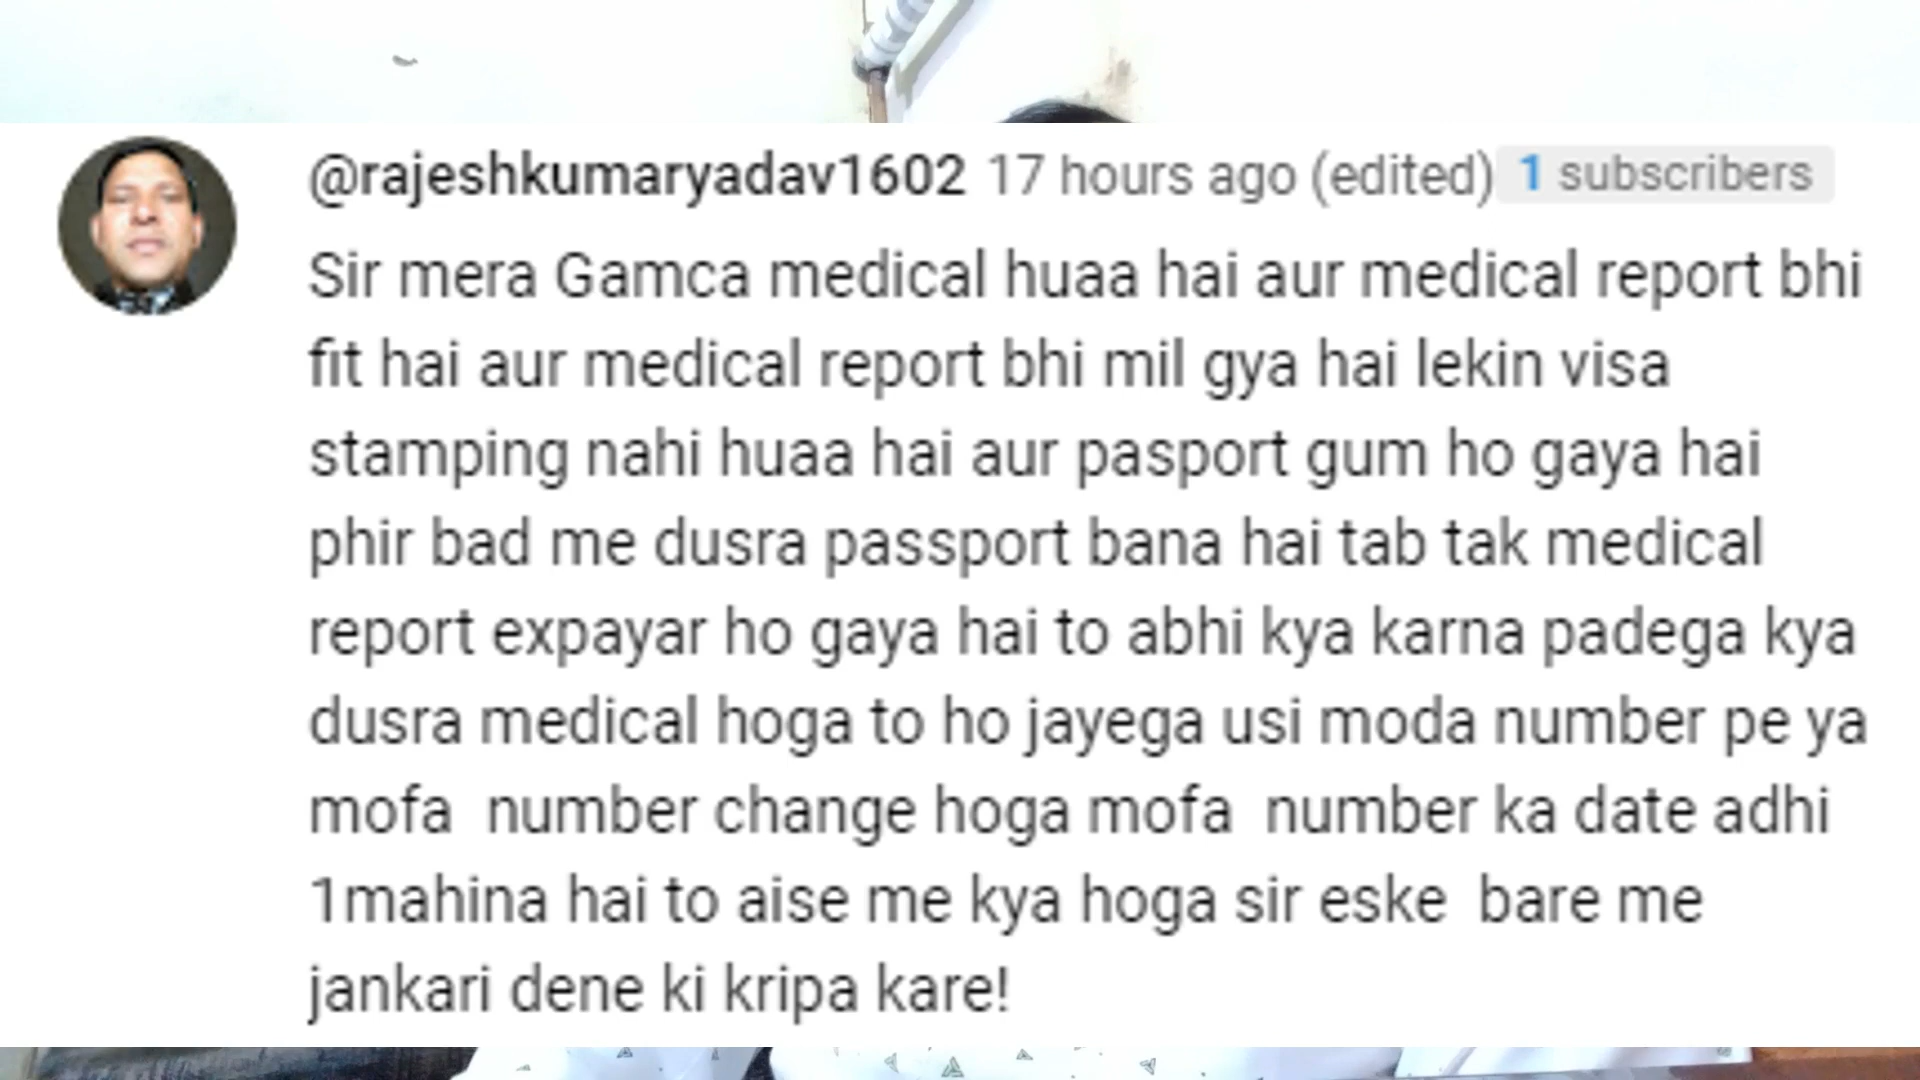 @rajeshkumaryadav1602 17 hours ago (edited) 1 subscribers
Sir mera Gamca medical huaa hai aur medical report bhi
fit hai aur medical report bhi mil gya hai lekin visa
stamping nahi huaa hai aur pasport gum ho gaya hai
phir bad me dusra passport bana hai tab tak medical
report expayar ho gaya hai to abhi kya karna padega kya
dusra medical hoga to ho jayega usi moda number pe ya
mofa number change hoga mofa number ka date adhi
1mahina hai to aise me kya hoga sir eske bare me
jankari dene ki kripa kare!